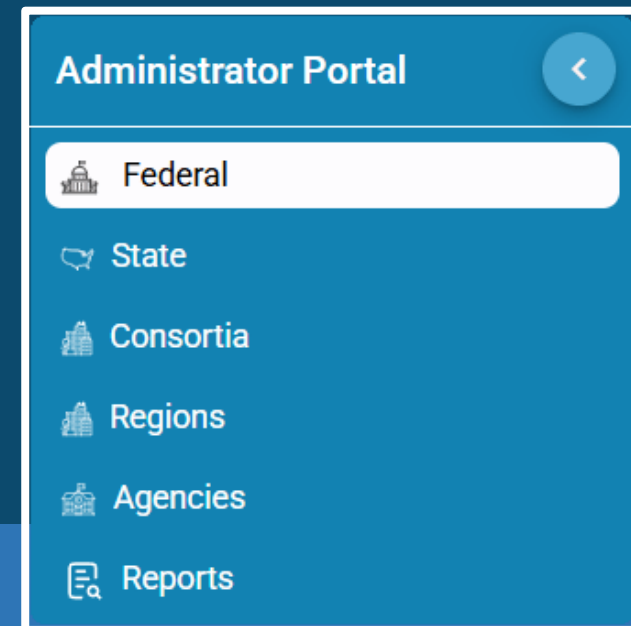 Administrator Portal
Federal
State
Consortia
Regions
Agencies
Reports